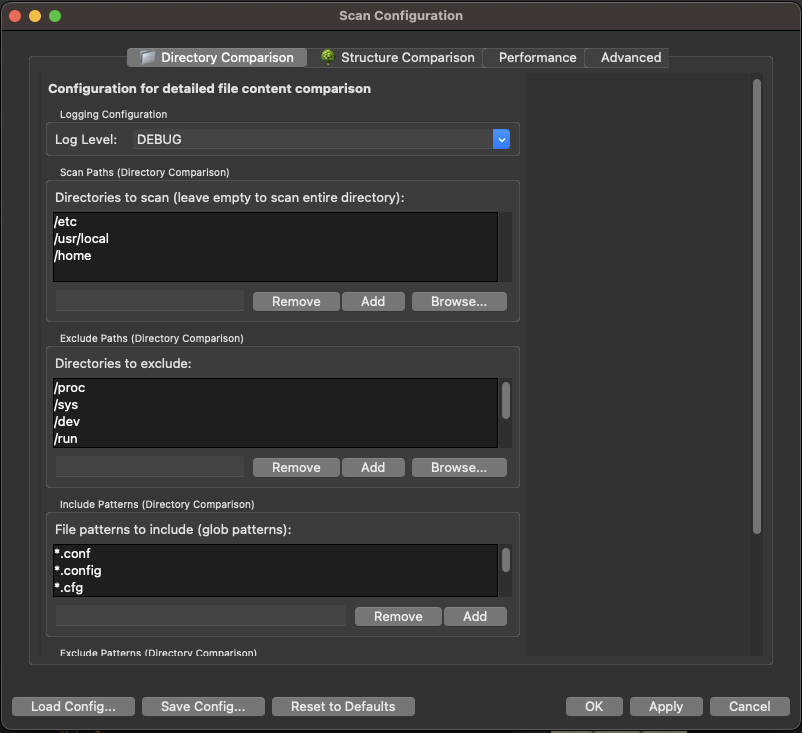 Scan Configuration
Directory Comparison
Structure Comparison
Performance
Advanced
Configuration for detailed file content comparison
Logging Configuration
Log Level:
DEBUG
Scan Paths (Directory Comparison)
Directories to scan (leave empty to scan entire directory):
/etc
/usr/local
/home
Remove
Add
Browse...
Exclude Paths (Directory Comparison)
Directories to exclude:
/proc
/sys
/dev
/run
Remove
Add
Browse...
Include Patterns (Directory Comparison)
File patterns to include (glob patterns):
*.conf
*.config
*.cfg
Remove
Add
Exclude Patterns (Directory Comparison)
Load Config...
Save Config...
Reset to Defaults
OK
Apply
Cancel